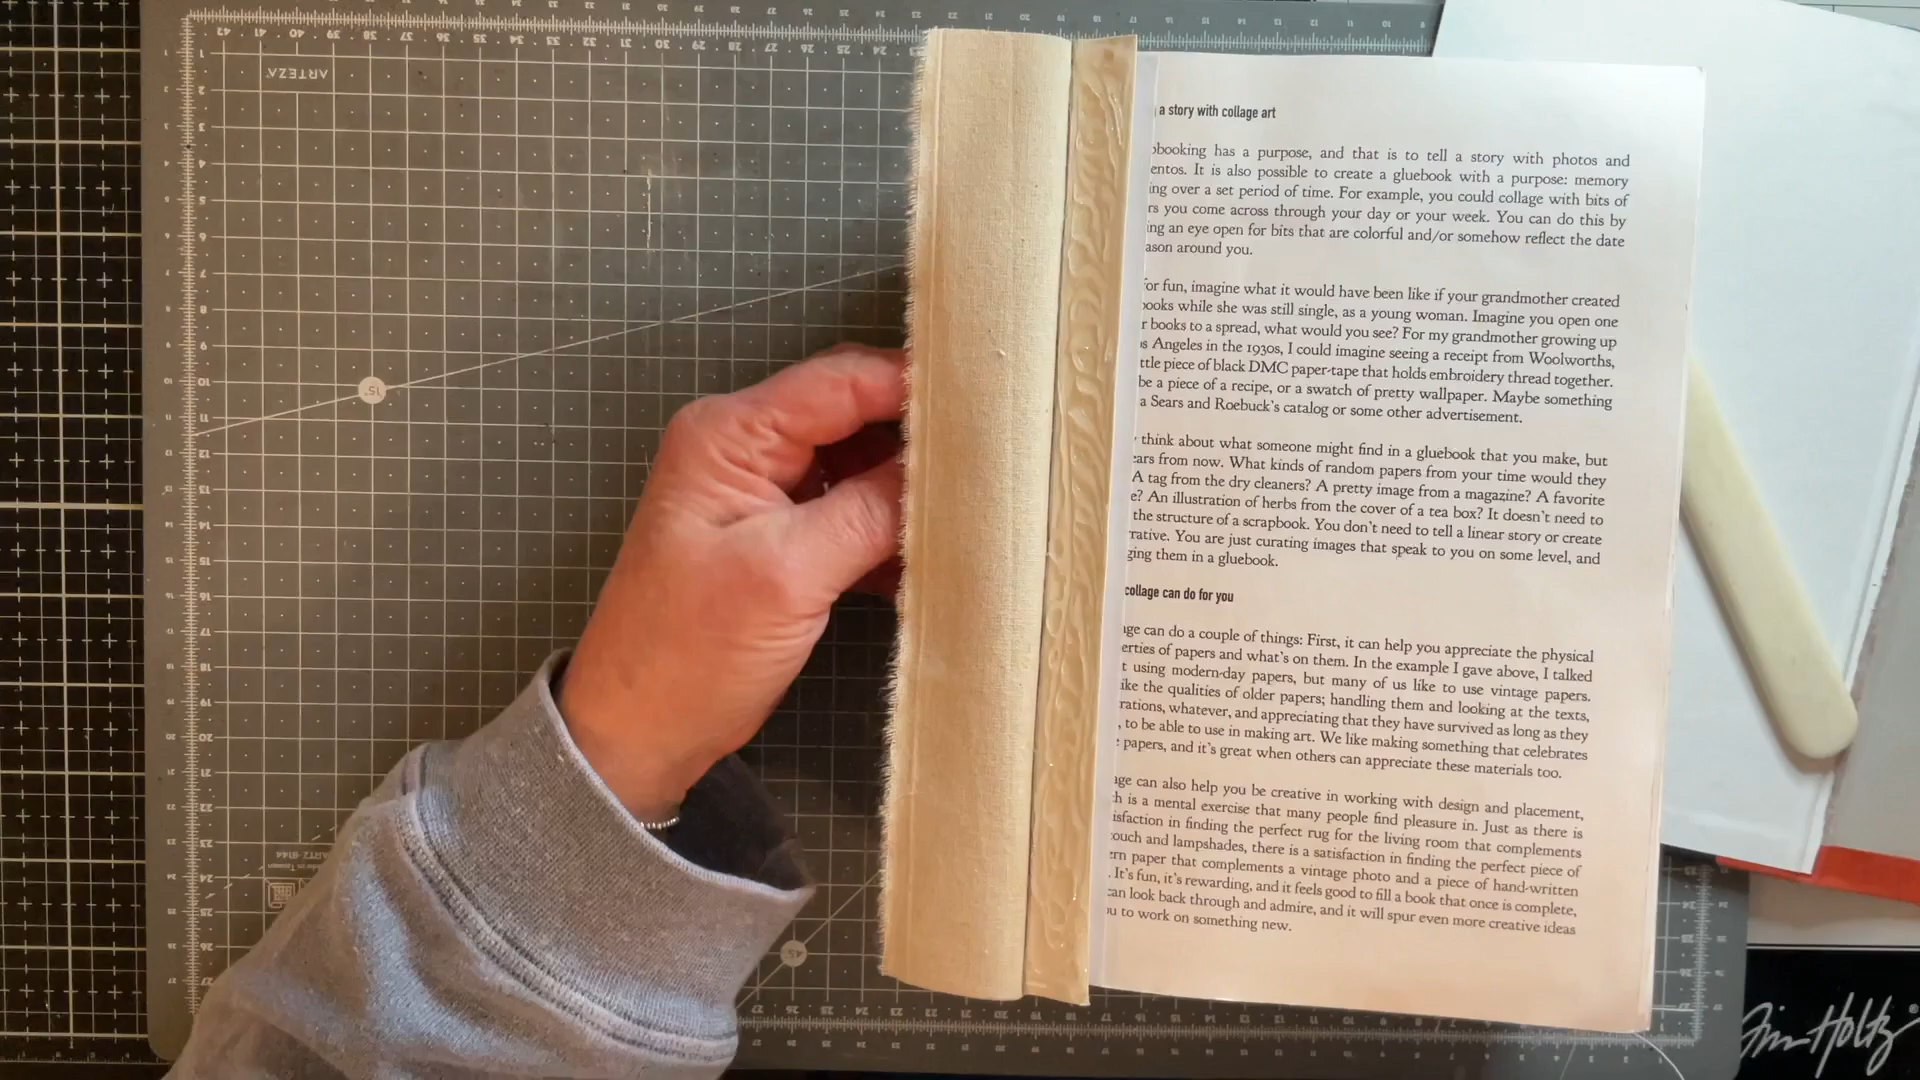 ARTEZA
15°
45°
a story with collage art
booking has a purpose, and that is to tell a story with photos and
entos. It is also possible to create a gluebook with a purpose: memory
ing over a set period of time. For example, you could collage with bits of
rs you come across through your day or your week. You can do this by
ing an eye open for bits that are colorful and/or somehow reflect the date
ason around you.
for fun, imagine what it would have been like if your grandmother created
books while she was still single, as a young woman. Imagine you open one
r books to a spread, what would you see? For my grandmother growing up
s Angeles in the 1930s, I could imagine seeing a receipt from Woolworths,
ttle piece of black DMC paper-tape that holds embroidery thread together.
be a piece of a recipe, or a swatch of pretty wallpaper. Maybe something
a Sears and Roebuck's catalog or some other advertisement.
think about what someone might find in a gluebook that you make, but
ears from now. What kinds of random papers from your time would they
A tag from the dry cleaners? A pretty image from a magazine? A favorite
e? An illustration of herbs from the cover of a tea box? It doesn't need to
the structure of a scrapbook. You don't need to tell a linear story or create
rrative. You are just curating images that speak to you on some level, and
ging them in a gluebook.
collage can do for you
age can do a couple of things: First, it can help you appreciate the physical
erties of papers and what's on them. In the example I gave above, I talked
t using modern-day papers, but many of us like to use vintage papers.
ike the qualities of older papers; handling them and looking at the texts,
rations, whatever, and appreciating that they have survived as long as they
, to be able to use in making art. We like making something that celebrates
papers, and it's great when others can appreciate these materials too.
age can also help you be creative in working with design and placement,
h is a mental exercise that many people find pleasure in. Just as there is
isfaction in finding the perfect rug for the living room that complements
ouch and lampshades, there is a satisfaction in finding the perfect piece of
ern paper that complements a vintage photo and a piece of hand-written
. It's fun, it's rewarding, and it feels good to fill a book that once is complete,
can look back through and admire, and it will spur even more creative ideas
u to work on something new.
Tim Holtz